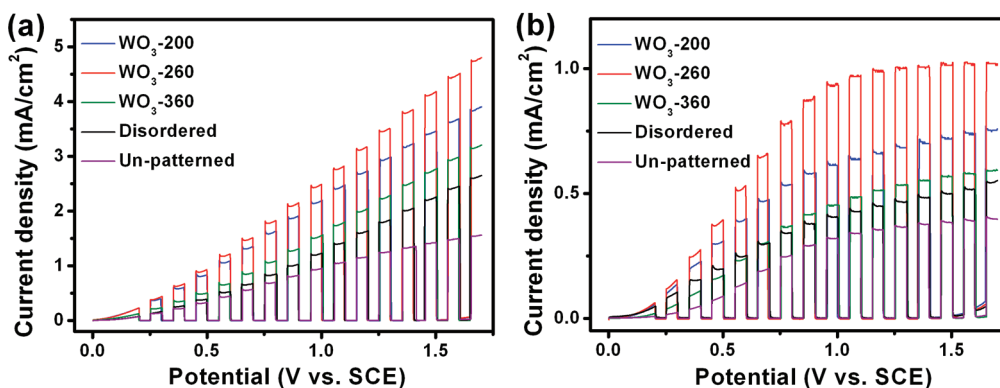 (a)
Current density (mA/cm²)
5
4
3
2
1
0
WO₃-200
WO₃-260
WO₃-360
Disordered
Un-patterned
0.0 0.5 1.0 1.5
Potential (V vs. SCE)
(b)
Current density (mA/cm²)
1.0
0.5
0.0
WO₃-200
WO₃-260
WO₃-360
Disordered
Un-patterned
0.0 0.5 1.0 1.5
Potential (V vs. SCE)